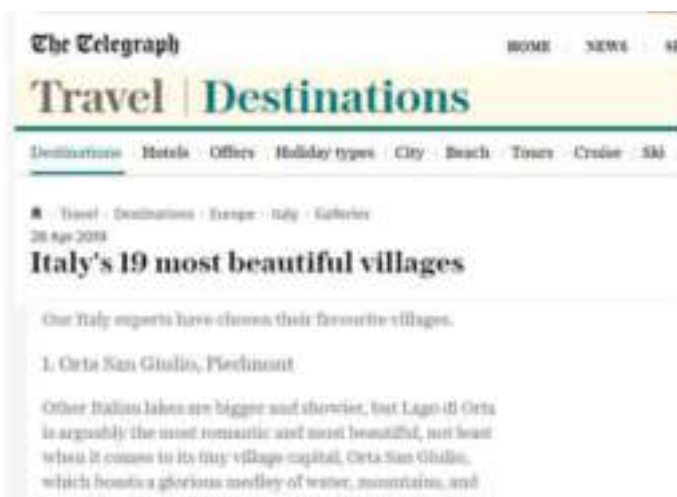 The Telegraph
HOME NEWS
Travel | Destinations
Destinations Hotels Offers Holiday types City Beach Tours Cruise Ski
Travel Destinations Europe Italy Galleries
26 Apr 2019
Italy's 19 most beautiful villages
Our Italy experts have chosen their favourite villages.
1. Orta San Giulio, Piedmont
Other Italian lakes are bigger and showier, but Lago di Orta
is arguably the most romantic and most beautiful, not least
when it comes to its tiny village capital, Orta San Giulio,
which boasts a glorious medley of water, mountains, and